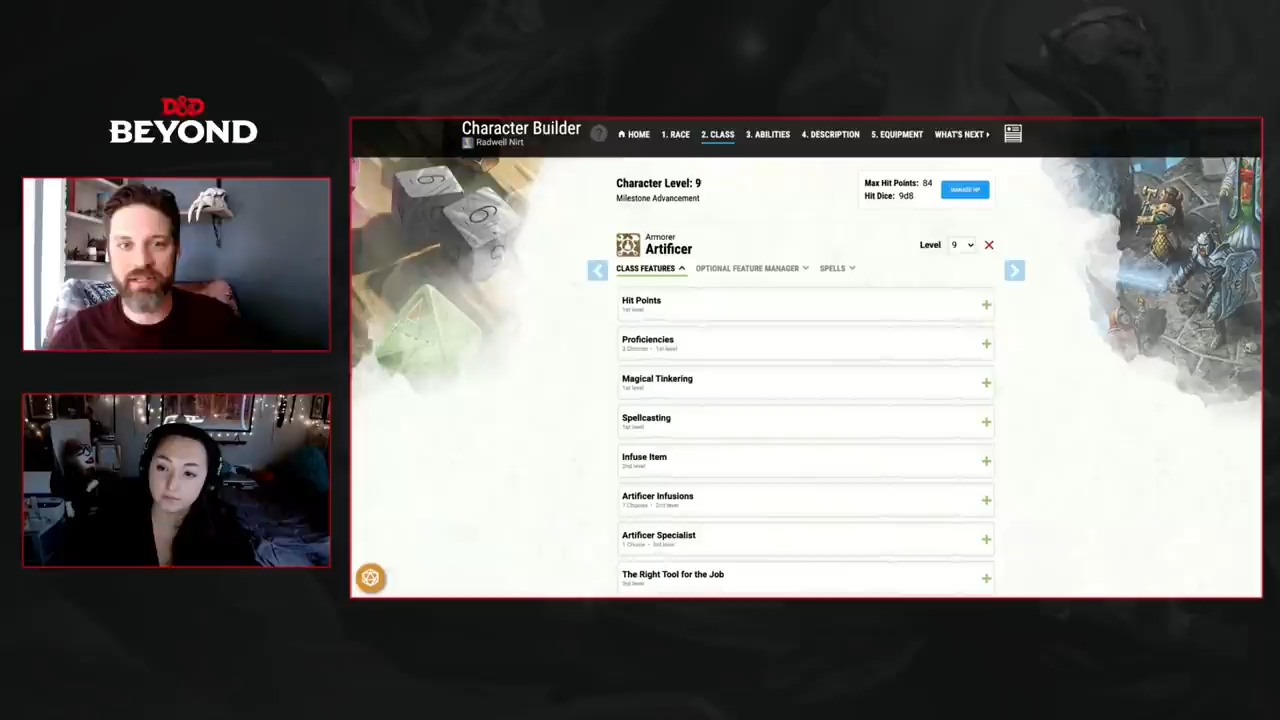 D&D
BEYOND
Character Builder
?
HOME
1. RACE
2. CLASS
3. ABILITIES
4. DESCRIPTION
5. EQUIPMENT
WHAT'S NEXT
Radwell Nirt
Character Level: 9
Milestone Advancement
Max Hit Points: 84
Hit Dice: 9d8
MANAGE HP
Armorer
Artificer
Level 9
CLASS FEATURES
OPTIONAL FEATURE MANAGER
SPELLS
Hit Points
1st level
Proficiencies
1st level
Magical Tinkering
1st level
Spellcasting
1st level
Infuse Item
2nd level
Artificer Infusions
7 Choices • 2nd level
Artificer Specialist
1 Choice • 3rd level
The Right Tool for the Job
3rd level